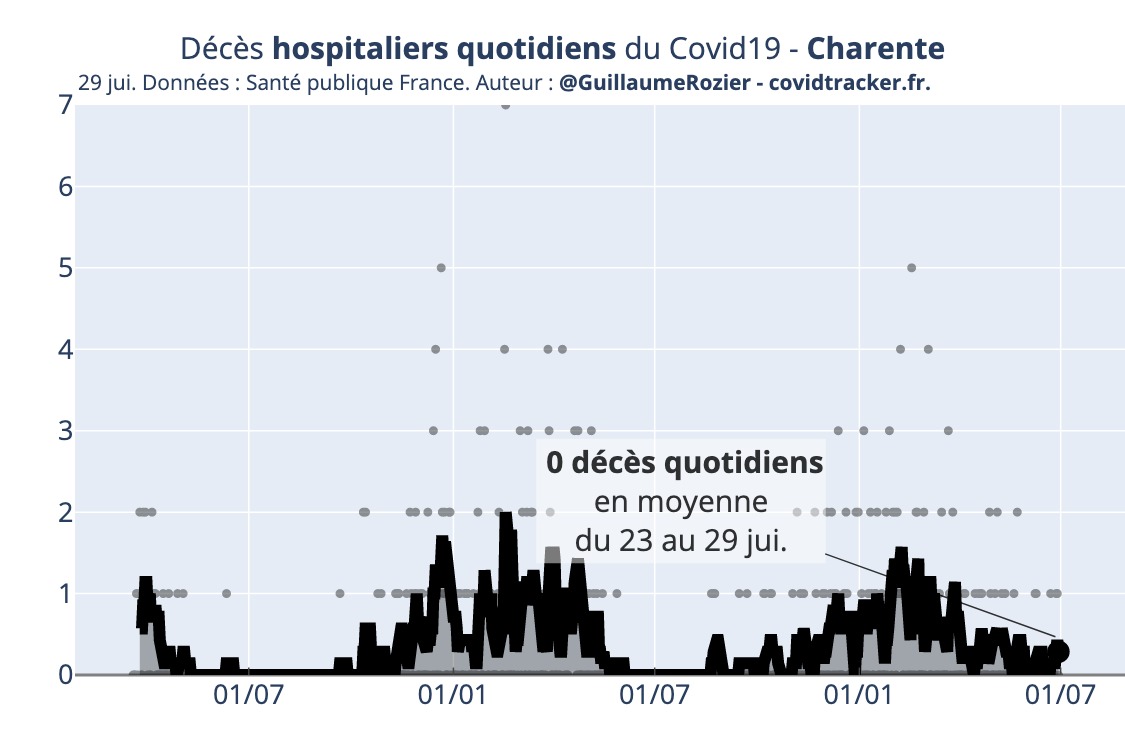 Décès hospitaliers quotidiens du Covid19 - Charente
29 jui. Données : Santé publique France. Auteur : @GuillaumeRozier - covidtracker.fr.
7
6
5
4
3
2
1
0
0 décès quotidiens
en moyenne
du 23 au 29 jui.
01/07 01/01 01/07 01/01 01/07